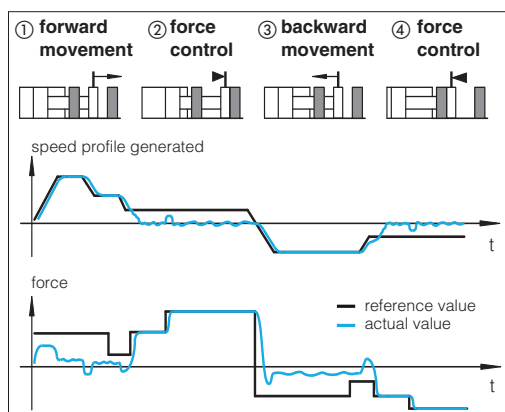 ① forward movement
② force control
③ backward movement
④ force control
speed profile generated
t
force
reference value
actual value
t